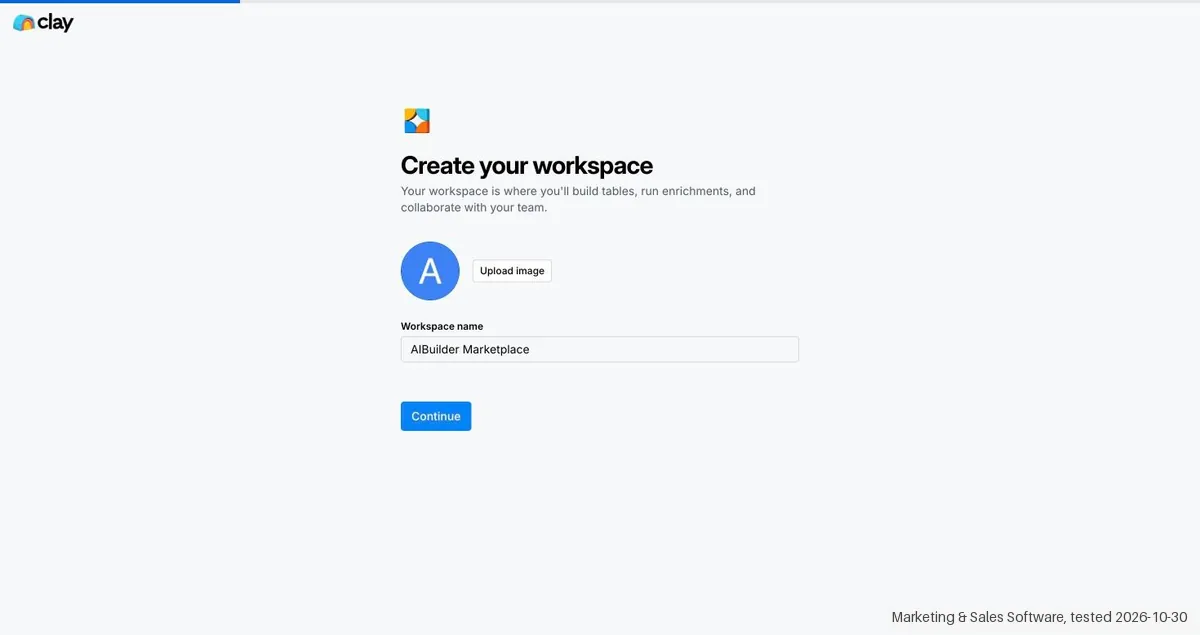 clay
Create your workspace
Your workspace is where you'll build tables, run enrichments, and
collaborate with your team.
A
Upload image
Workspace name
AIBuilder Marketplace
Continue
Marketing & Sales Software, tested 2026-10-30